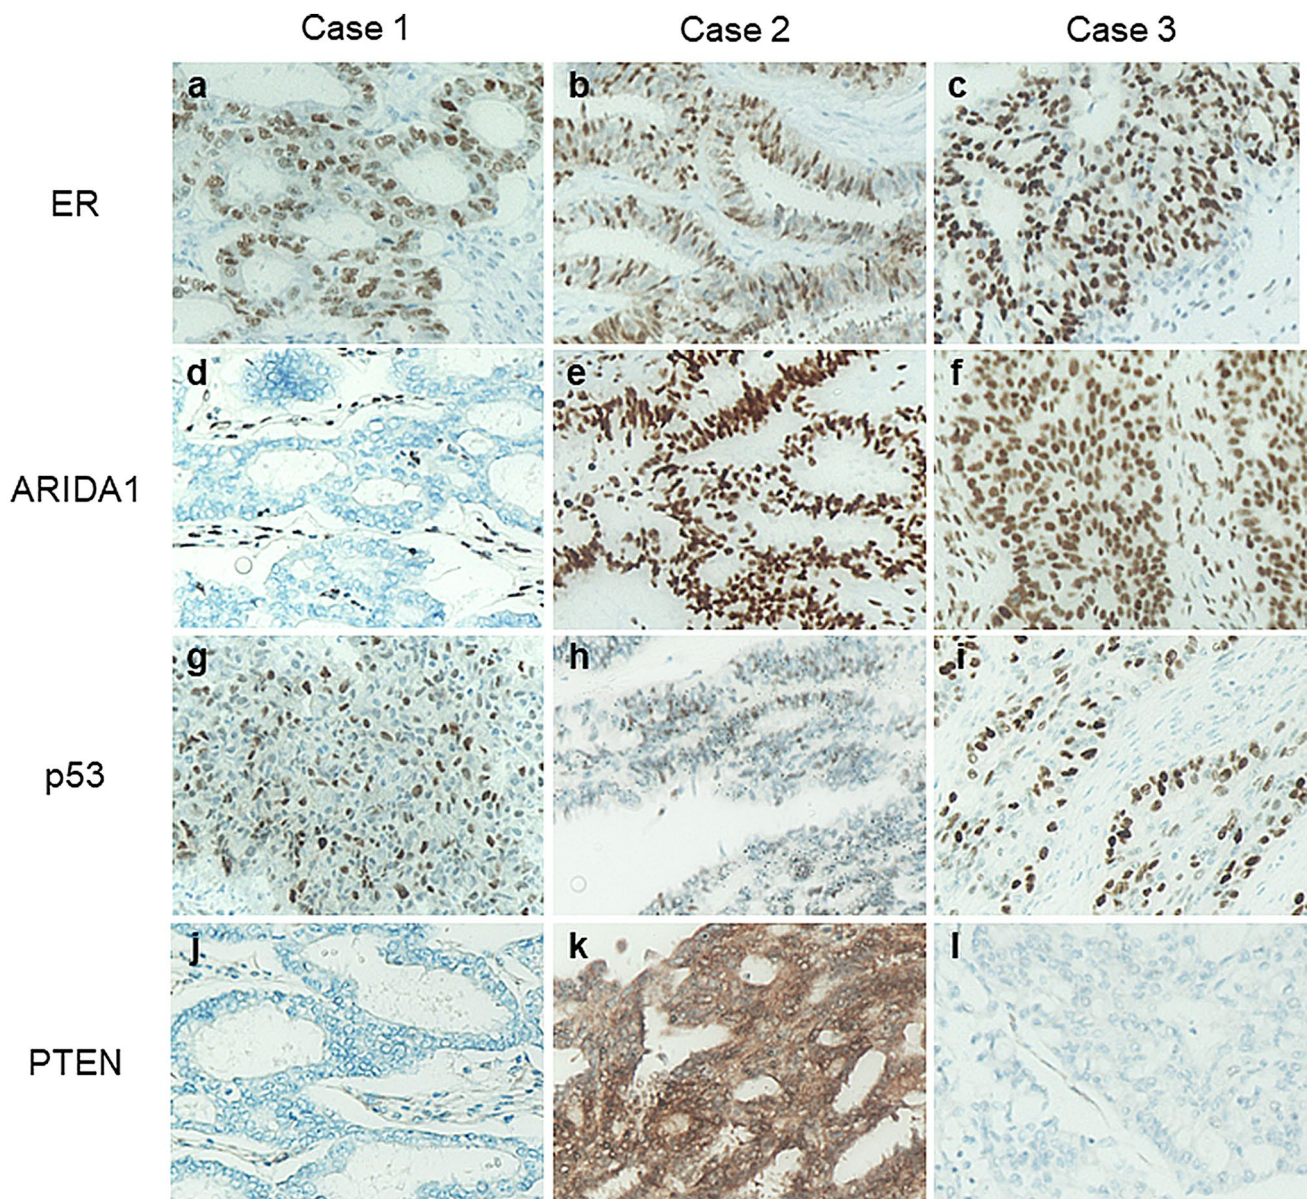 Case 1 Case 2 Case 3
ER a b c
ARIDA1 d e f
p53 g h i
PTEN j k l